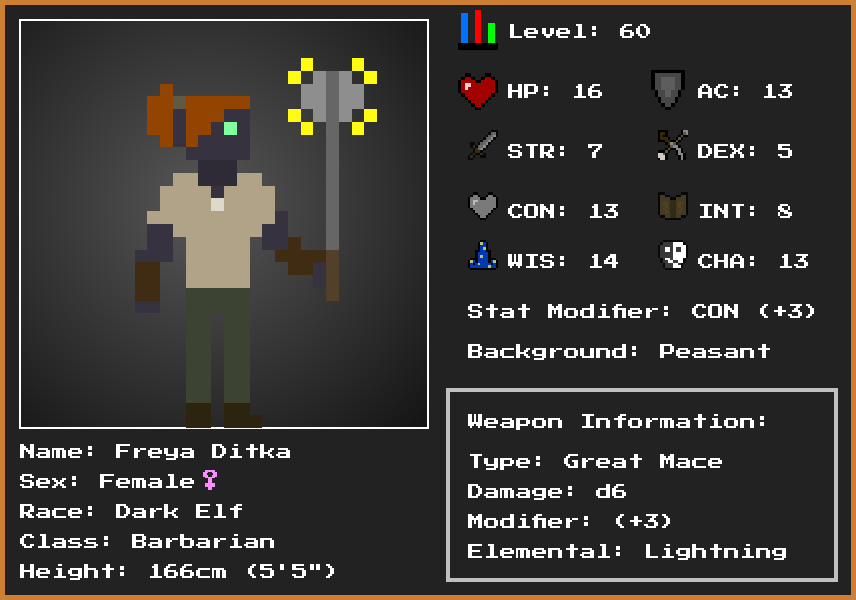 Level: 60
HP: 16
AC: 13
STR: 7
DEX: 5
CON: 13
INT: 8
WIS: 14
CHA: 13
Stat Modifier: CON (+3)
Background: Peasant
Weapon Information:
Type: Great Mace
Damage: d6
Modifier: (+3)
Elemental: Lightning
Name: Freya Ditka
Sex: Female♀
Race: Dark Elf
Class: Barbarian
Height: 166cm (5'5")